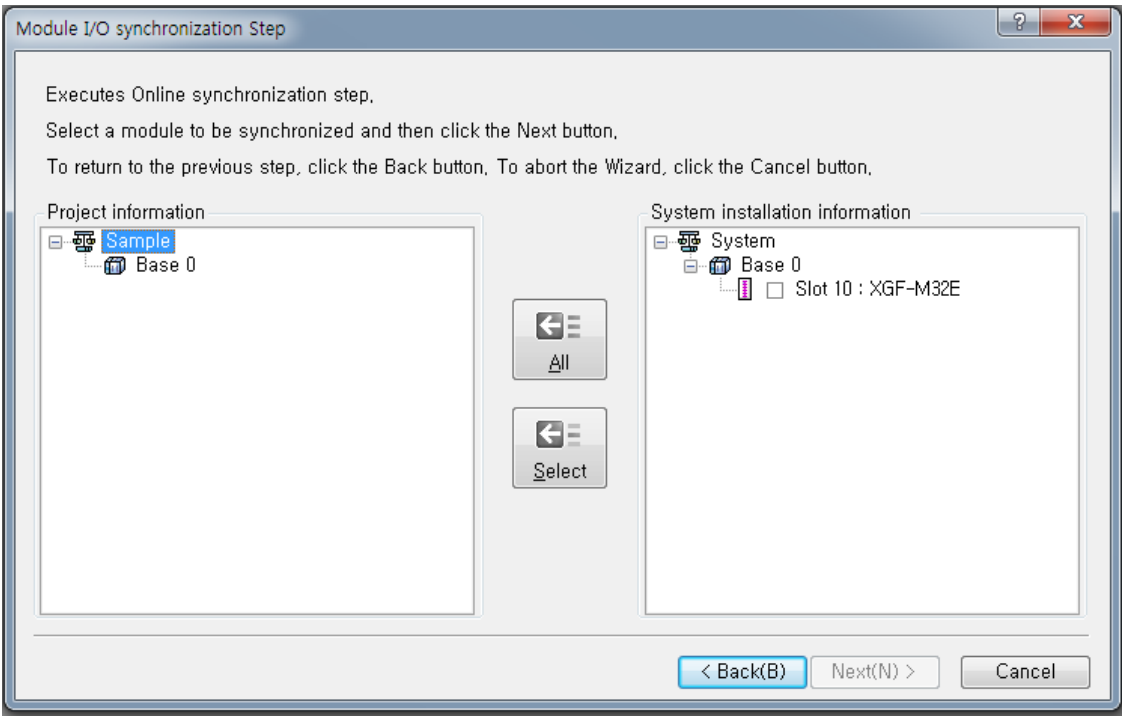 Module I/O synchronization Step
Executes Online synchronization step,
Select a module to be synchronized and then click the Next button,
To return to the previous step, click the Back button, To abort the Wizard, click the Cancel button,
Project information
Sample
Base 0
All
Select
System installation information
System
Base 0
Slot 10 : XGF-M32E
< Back(B)
Next(N) >
Cancel